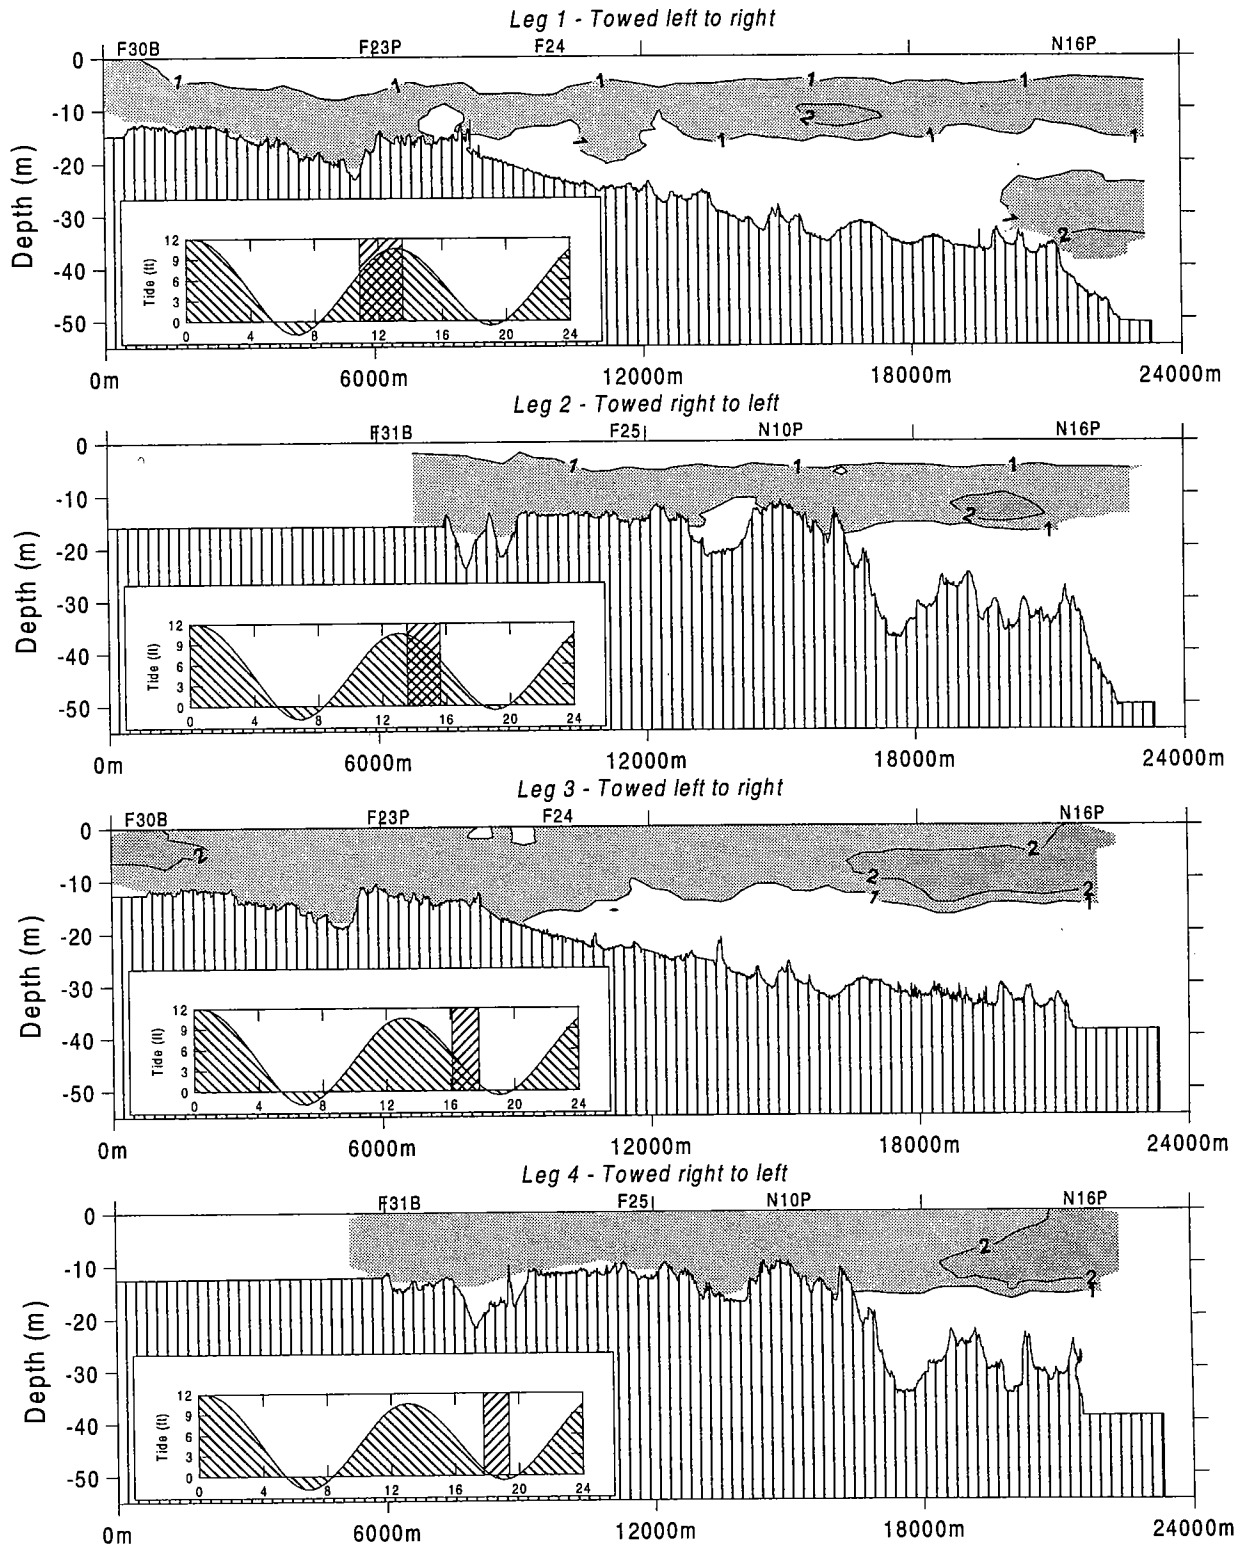 Leg 1 - Towed left to right
F30B F23P F24 N16P
0
-10
-20
-30
-40
-50
Depth (m)
1 1 1 1 1
2
1 1 1
2
12
9
6
3
0
Tide (ft)
0 4 8 12 16 20 24
0m 6000m 12000m 18000m 24000m
Leg 2 - Towed right to left
F31B F25 N10P N16P
0
-10
-20
-30
-40
-50
Depth (m)
1 1 1
2
1
12
9
6
3
0
Tide (ft)
0 4 8 12 16 20 24
0m 6000m 12000m 18000m 24000m
Leg 3 - Towed left to right
F30B F23P F24 N16P
0
-10
-20
-30
-40
-50
Depth (m)
2 2
2 2
1 1
12
9
6
3
0
Tide (ft)
0 4 8 12 16 20 24
0m 6000m 12000m 18000m 24000m
Leg 4 - Towed right to left
F31B F25 N10P N16P
0
-10
-20
-30
-40
-50
Depth (m)
2
2
1
12
9
6
3
0
Tide (ft)
0 4 8 12 16 20 24
0m 6000m 12000m 18000m 24000m